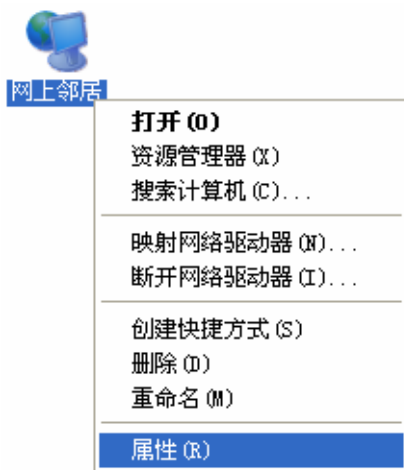 网上邻居
打开(O)
资源管理器(X)
搜索计算机(C)...
映射网络驱动器(N)...
断开网络驱动器(I)...
创建快捷方式(S)
删除(D)
重命名(M)
属性(R)